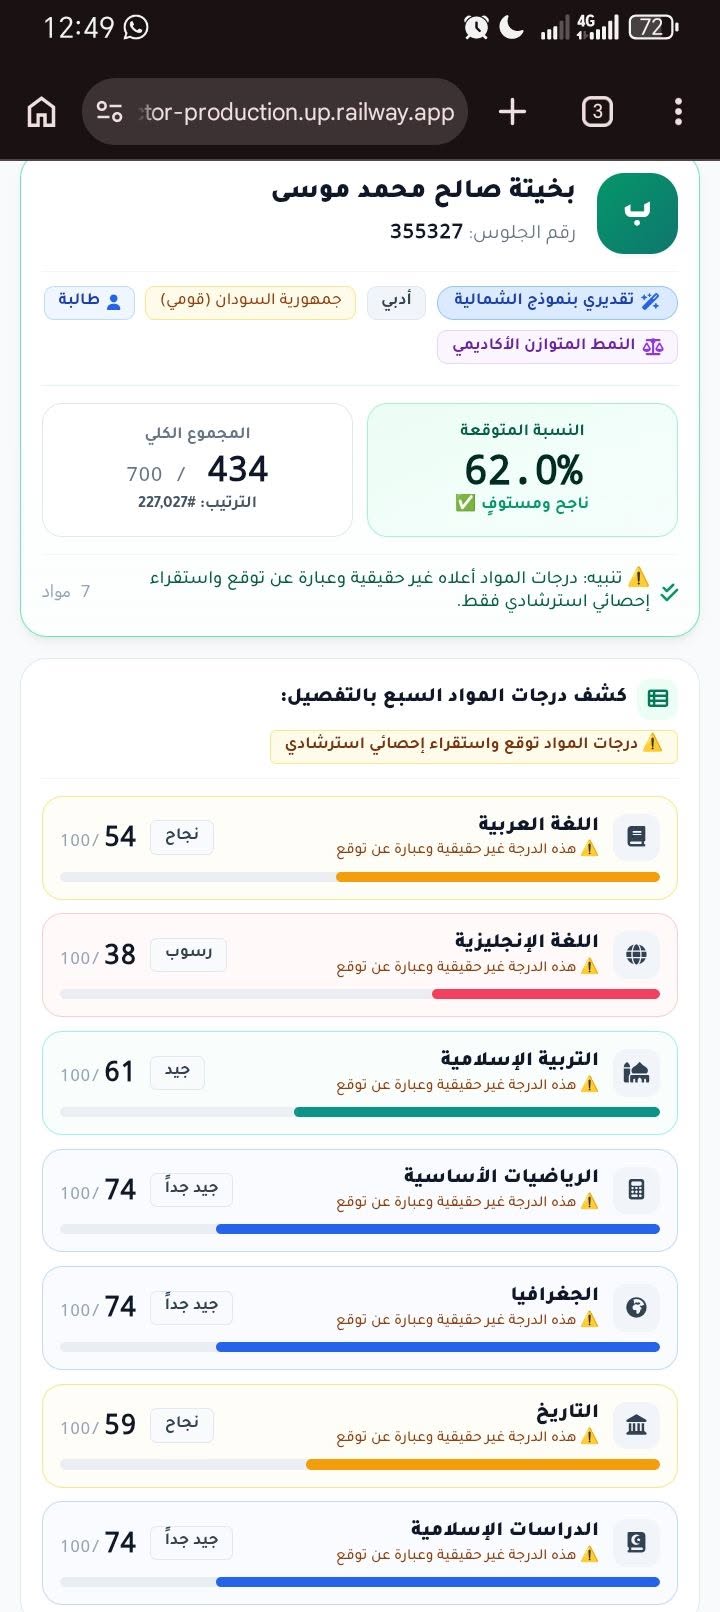 12:49
4G
72
tor-production.up.railway.app
3
ب
بخيتة صالح محمد موسى
رقم الجلوس: 355327
تقديري بنموذج الشمالية
أدبي
جمهورية السودان (قومي)
طالبة
النمط المتوازن الأكاديمي
النسبة المتوقعة
62.0%
ناجح ومستوفٍ ✅
المجموع الكلي
434 / 700
الترتيب: #227,027
⚠️ تنبيه: درجات المواد أعلاه غير حقيقية وعبارة عن توقع واستقراء
إحصائي استرشادي فقط.
7 مواد
كشف درجات المواد السبع بالتفصيل:
⚠️ درجات المواد توقع واستقراء إحصائي استرشادي
اللغة العربية
⚠️ هذه الدرجة غير حقيقية وعبارة عن توقع
نجاح
54 /100
اللغة الإنجليزية
⚠️ هذه الدرجة غير حقيقية وعبارة عن توقع
رسوب
38 /100
التربية الإسلامية
⚠️ هذه الدرجة غير حقيقية وعبارة عن توقع
جيد
61 /100
الرياضيات الأساسية
⚠️ هذه الدرجة غير حقيقية وعبارة عن توقع
جيد جداً
74 /100
الجغرافيا
⚠️ هذه الدرجة غير حقيقية وعبارة عن توقع
جيد جداً
74 /100
التاريخ
⚠️ هذه الدرجة غير حقيقية وعبارة عن توقع
نجاح
59 /100
الدراسات الإسلامية
⚠️ هذه الدرجة غير حقيقية وعبارة عن توقع
جيد جداً
74 /100